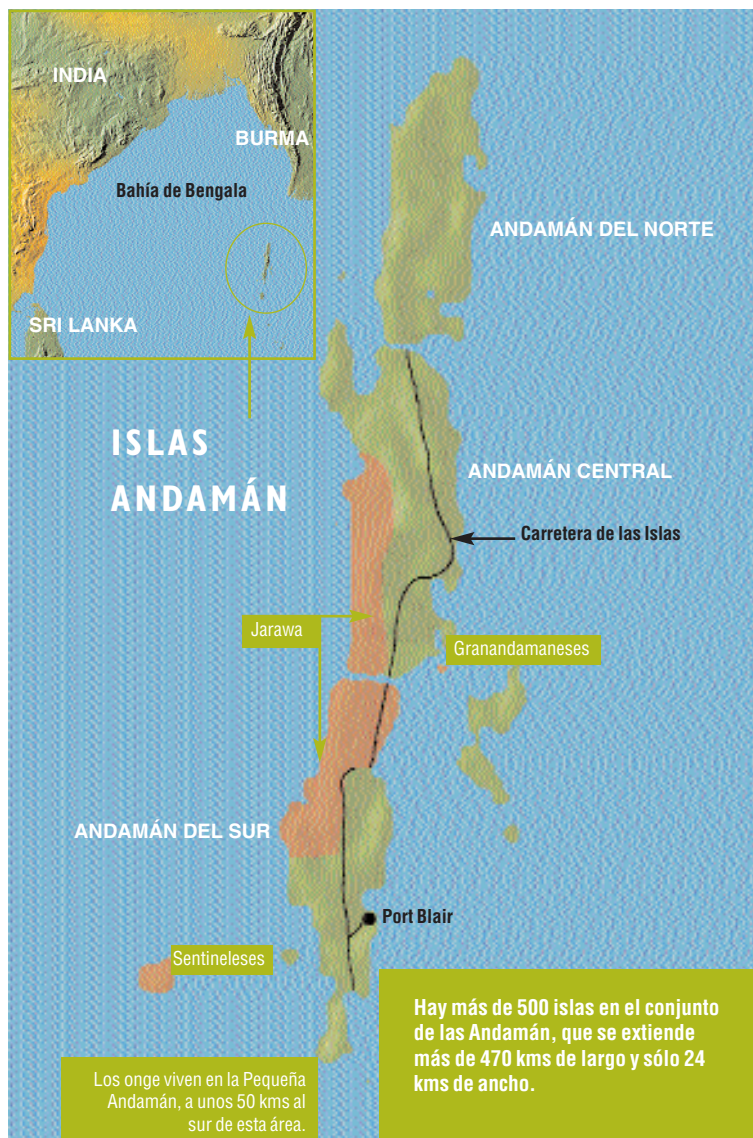 INDIA
BURMA
Bahía de Bengala
SRI LANKA
ANDAMÁN DEL NORTE
ISLAS
ANDAMÁN
ANDAMÁN CENTRAL
Carretera de las Islas
Jarawa
Granandamaneses
ANDAMÁN DEL SUR
Port Blair
Sentineleses
Hay más de 500 islas en el conjunto
de las Andamán, que se extiende
más de 470 kms de largo y sólo 24
kms de ancho.
Los onge viven en la Pequeña
Andamán, a unos 50 kms al
sur de esta área.